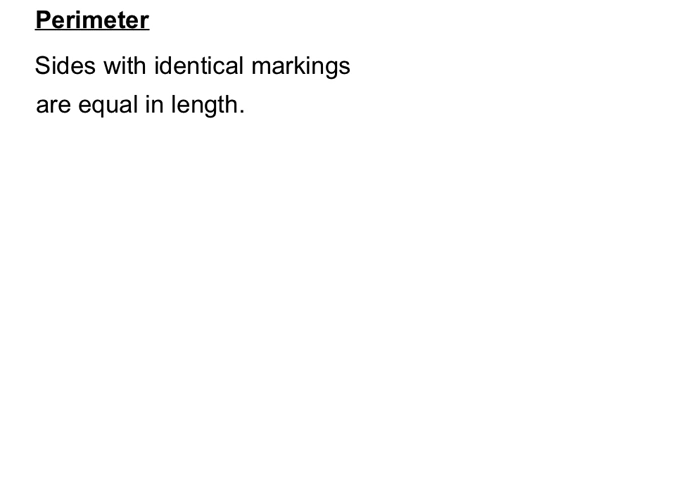 Perimeter
Sides with identical markings
are equal in length.